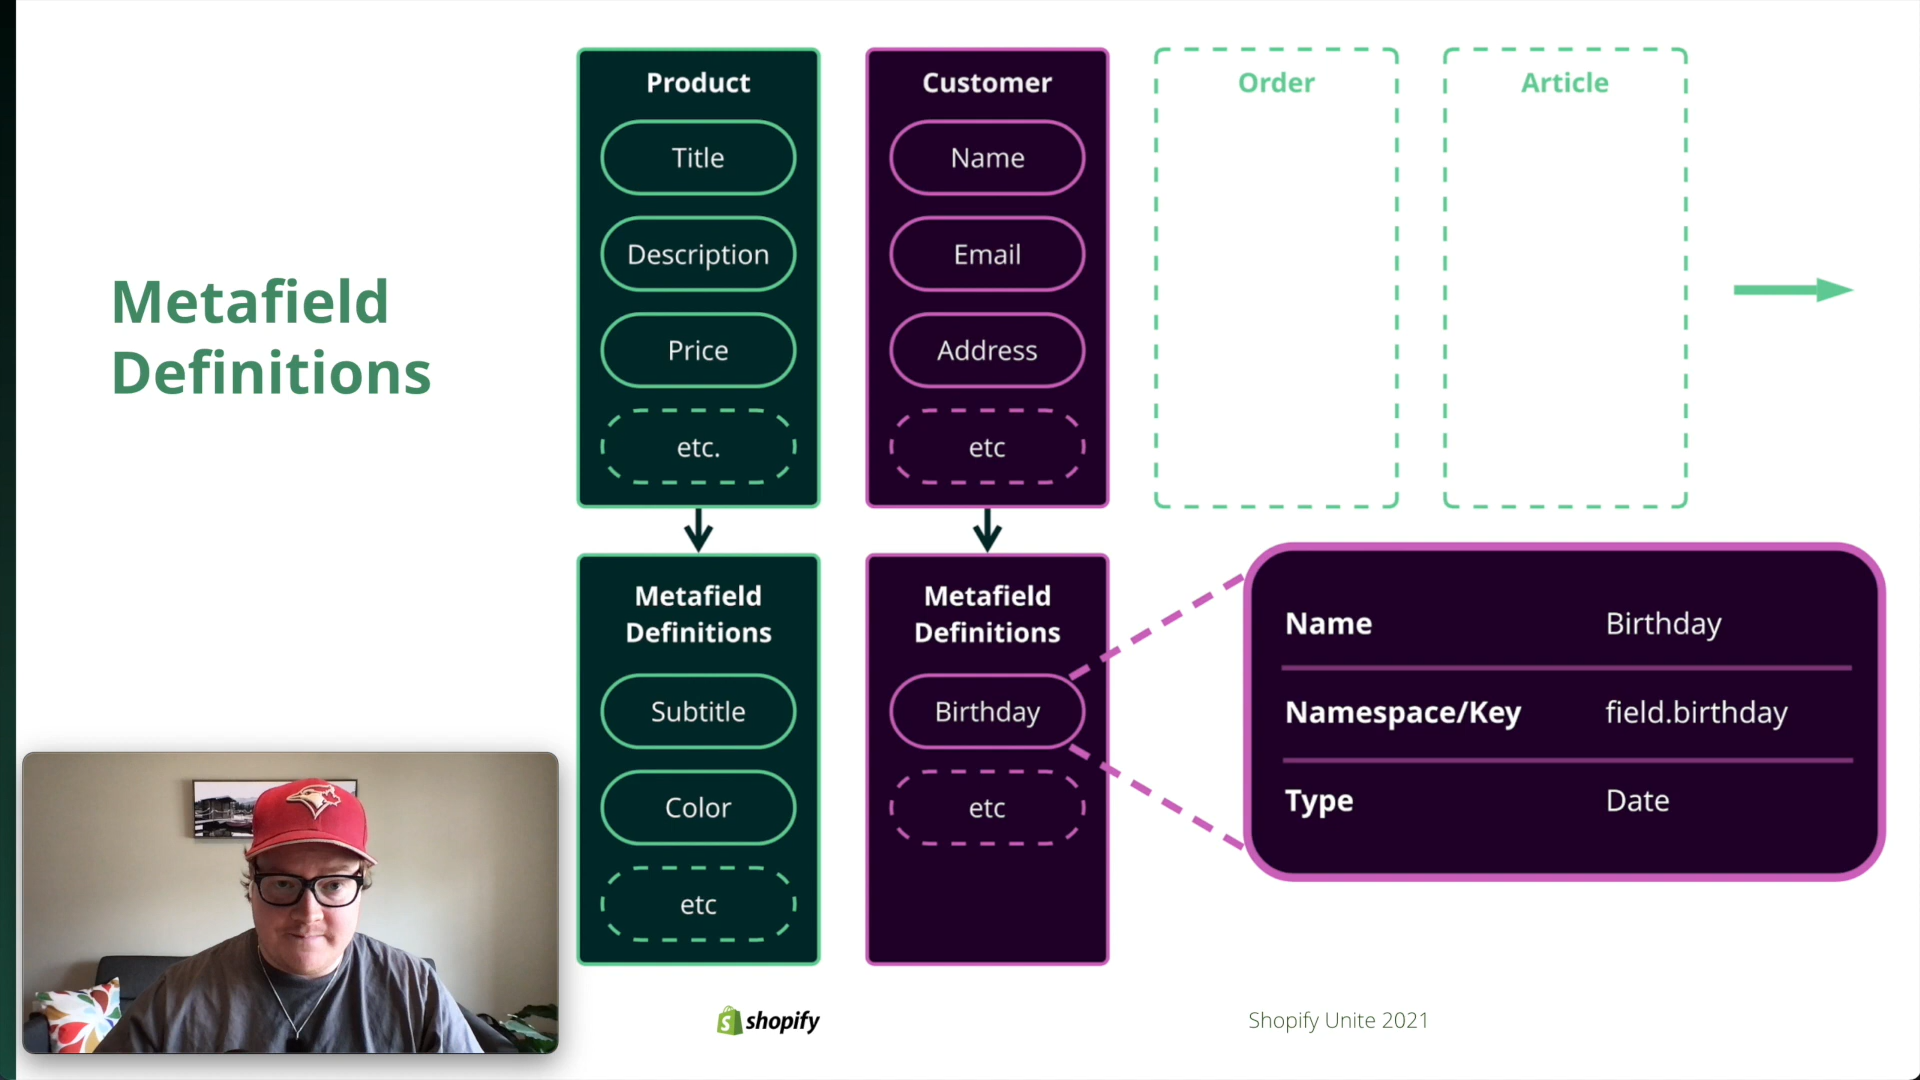 Metafield
Definitions
Product
Title
Description
Price
etc.
Metafield
Definitions
Subtitle
Color
etc
Customer
Name
Email
Address
etc
Metafield
Definitions
Birthday
etc
Order
Article
Name Birthday
Namespace/Key field.birthday
Type Date
shopify
Shopify Unite 2021